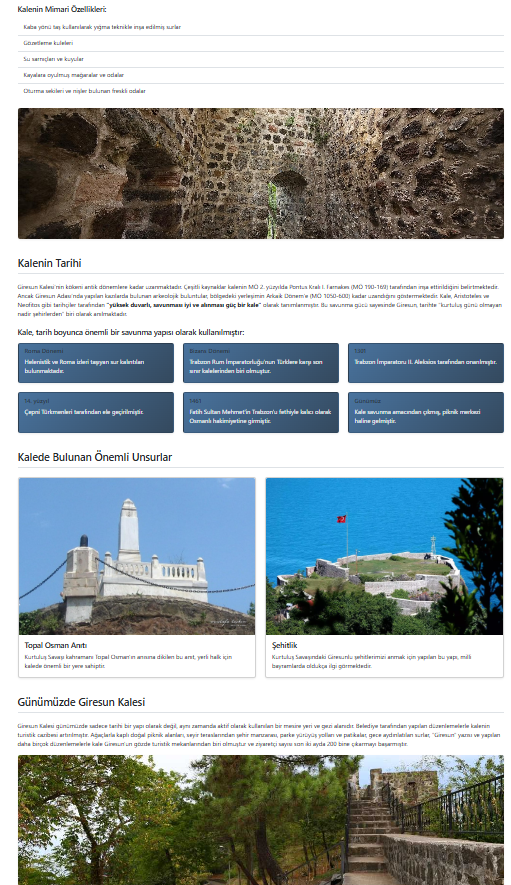 Kalenin Mimari Özellikleri:
Kaba yönü taş kullanılarak yığma teknikle inşa edilmiş surlar
Gözetleme kuleleri
Su sarnıçları ve kuyular
Kayalara oyulmuş mağaralar ve odalar
Oturma sekileri ve nişler bulunan freskli odalar
Kalenin Tarihi
Giresun Kalesi'nin kökeni antik dönemlere kadar uzanmaktadır. Çeşitli kaynaklar kalenin MÖ 2. yüzyılda Pontus Kralı I. Farnakes (MÖ 190-169) tarafından inşa ettirildiğini belirtmektedir.
Ancak Giresun Adası'nda yapılan kazılarda bulunan arkeolojik buluntular, bölgedeki yerleşimin Arkaik Dönem'e (MÖ 1050-600) kadar uzandığını göstermektedir. Kale, Aristoteles ve
Neofitos gibi tarihçiler tarafından "yüksek duvarlı, savunması iyi ve alınması güç bir kale" olarak tanımlanmıştır. Bu savunma gücü sayesinde Giresun, tarihte "kurtuluş günü olmayan
nadir şehirlerden" biri olarak anılmaktadır.
Kale, tarih boyunca önemli bir savunma yapısı olarak kullanılmıştır:
Roma Dönemi
Helenistik ve Roma izleri taşıyan sur kalıntıları
bulunmaktadır.
Bizans Dönemi
Trabzon Rum İmparatorluğu'nun Türklere karşı son
sınır kalelerinden biri olmuştur.
1301
Trabzon İmparatoru II. Aleksios tarafından onarılmıştır.
14. yüzyıl
Çepni Türkmenleri tarafından ele geçirilmiştir.
1461
Fatih Sultan Mehmet'in Trabzon'u fethiyle kalıcı olarak
Osmanlı hakimiyetine girmiştir.
Günümüz
Kale savunma amacından çıkmış, piknik merkezi
haline gelmiştir.
Kalede Bulunan Önemli Unsurlar
Topal Osman Anıtı
Kurtuluş Savaşı kahramanı Topal Osman'ın anısına dikilen bu anıt, yerli halk için
kalede önemli bir yere sahiptir.
Şehitlik
Kurtuluş Savaşındaki Giresunlu şehitlerimizi anmak için yapılan bu yapı, milli
bayramlarda oldukça ilgi görmektedir.
Günümüzde Giresun Kalesi
Giresun Kalesi günümüzde sadece tarihi bir yapı olarak değil, aynı zamanda aktif olarak kullanılan bir mesire yeri ve gezi alanıdır. Belediye tarafından yapılan düzenlemelerle kalenin
turistik cazibesi artırılmıştır. Ağaçlarla kaplı doğal piknik alanları, seyir teraslarından şehir manzarası, parke yürüyüş yolları ve patikalar, gece aydınlatılan surlar, "Giresun" yazısı ve yapılan
daha birçok düzenlemelerle kale Giresun'un gözde turistik mekanlarından biri olmuştur ve ziyaretçi sayısı son iki ayda 200 bine çıkarmayı başarmıştır.